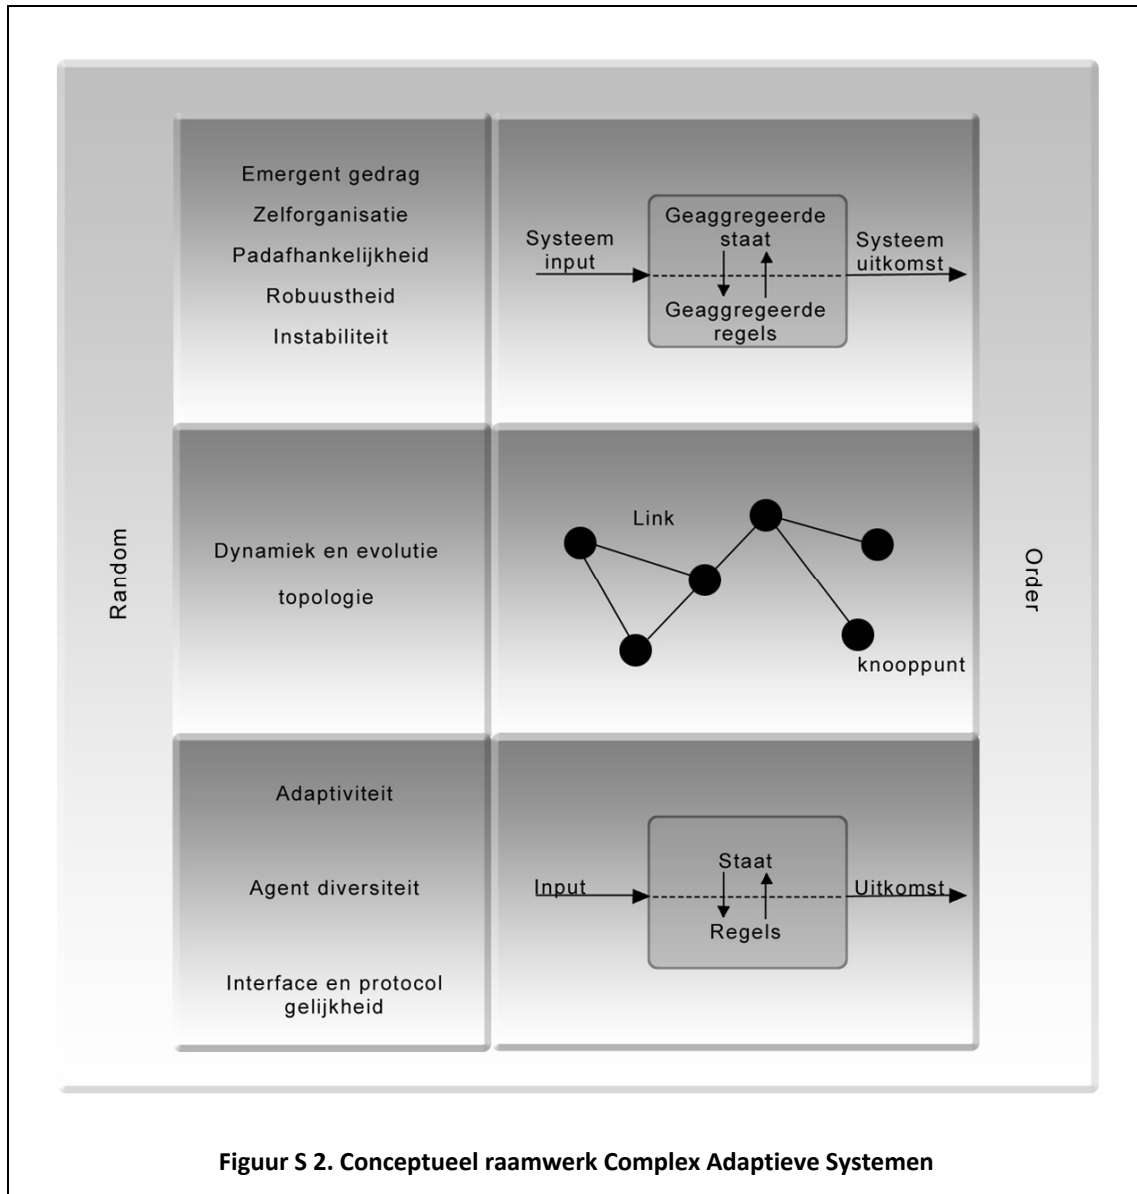 Random
Emergent gedrag
Zelforganisatie
Padafhankelijkheid
Robuustheid
Instabiliteit
Systeem
input
Geaggregeerde
staat
Geaggregeerde
regels
Systeem
uitkomst
Dynamiek en evolutie
topologie
Link
knooppunt
Adaptiviteit
Agent diversiteit
Interface en protocol
gelijkheid
Input
Staat
Regels
Uitkomst
Order
Figuur S 2. Conceptueel raamwerk Complex Adaptieve Systemen